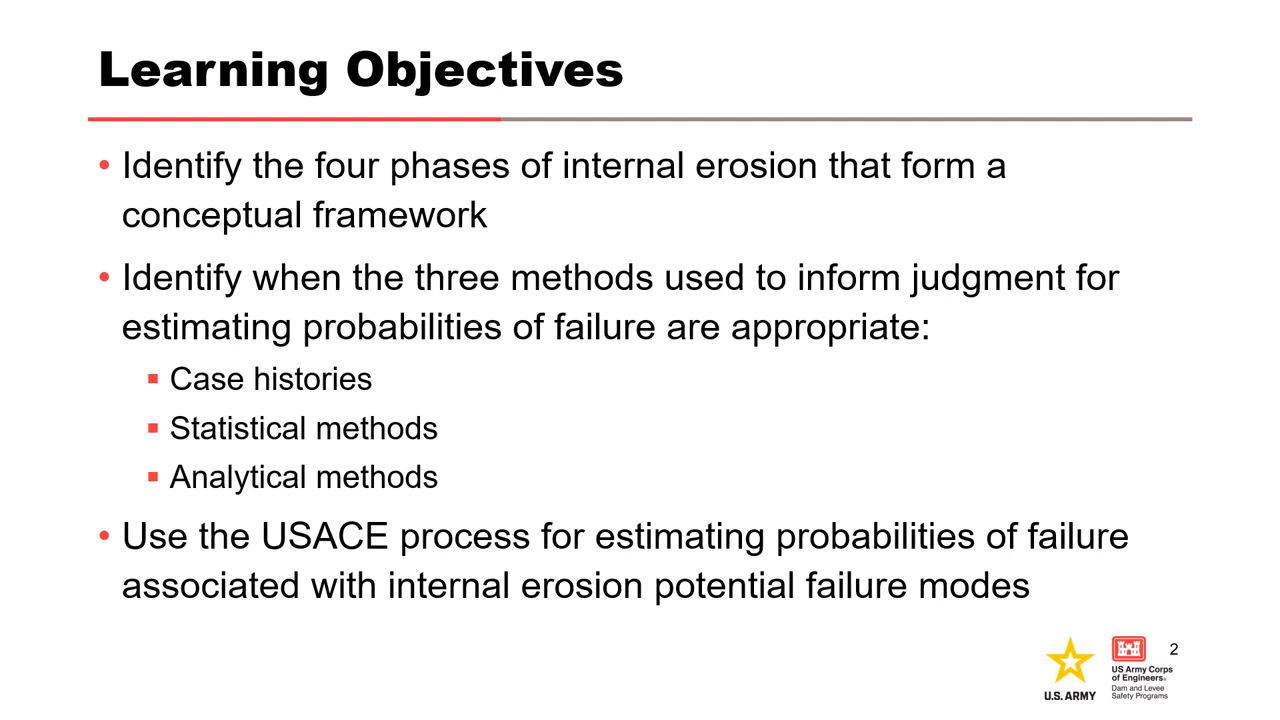 Learning Objectives
• Identify the four phases of internal erosion that form a
conceptual framework
• Identify when the three methods used to inform judgment for
estimating probabilities of failure are appropriate:
▪ Case histories
▪ Statistical methods
▪ Analytical methods
• Use the USACE process for estimating probabilities of failure
associated with internal erosion potential failure modes
2
U.S. ARMY
US Army Corps
of Engineers®
Dam and Levee
Safety Programs